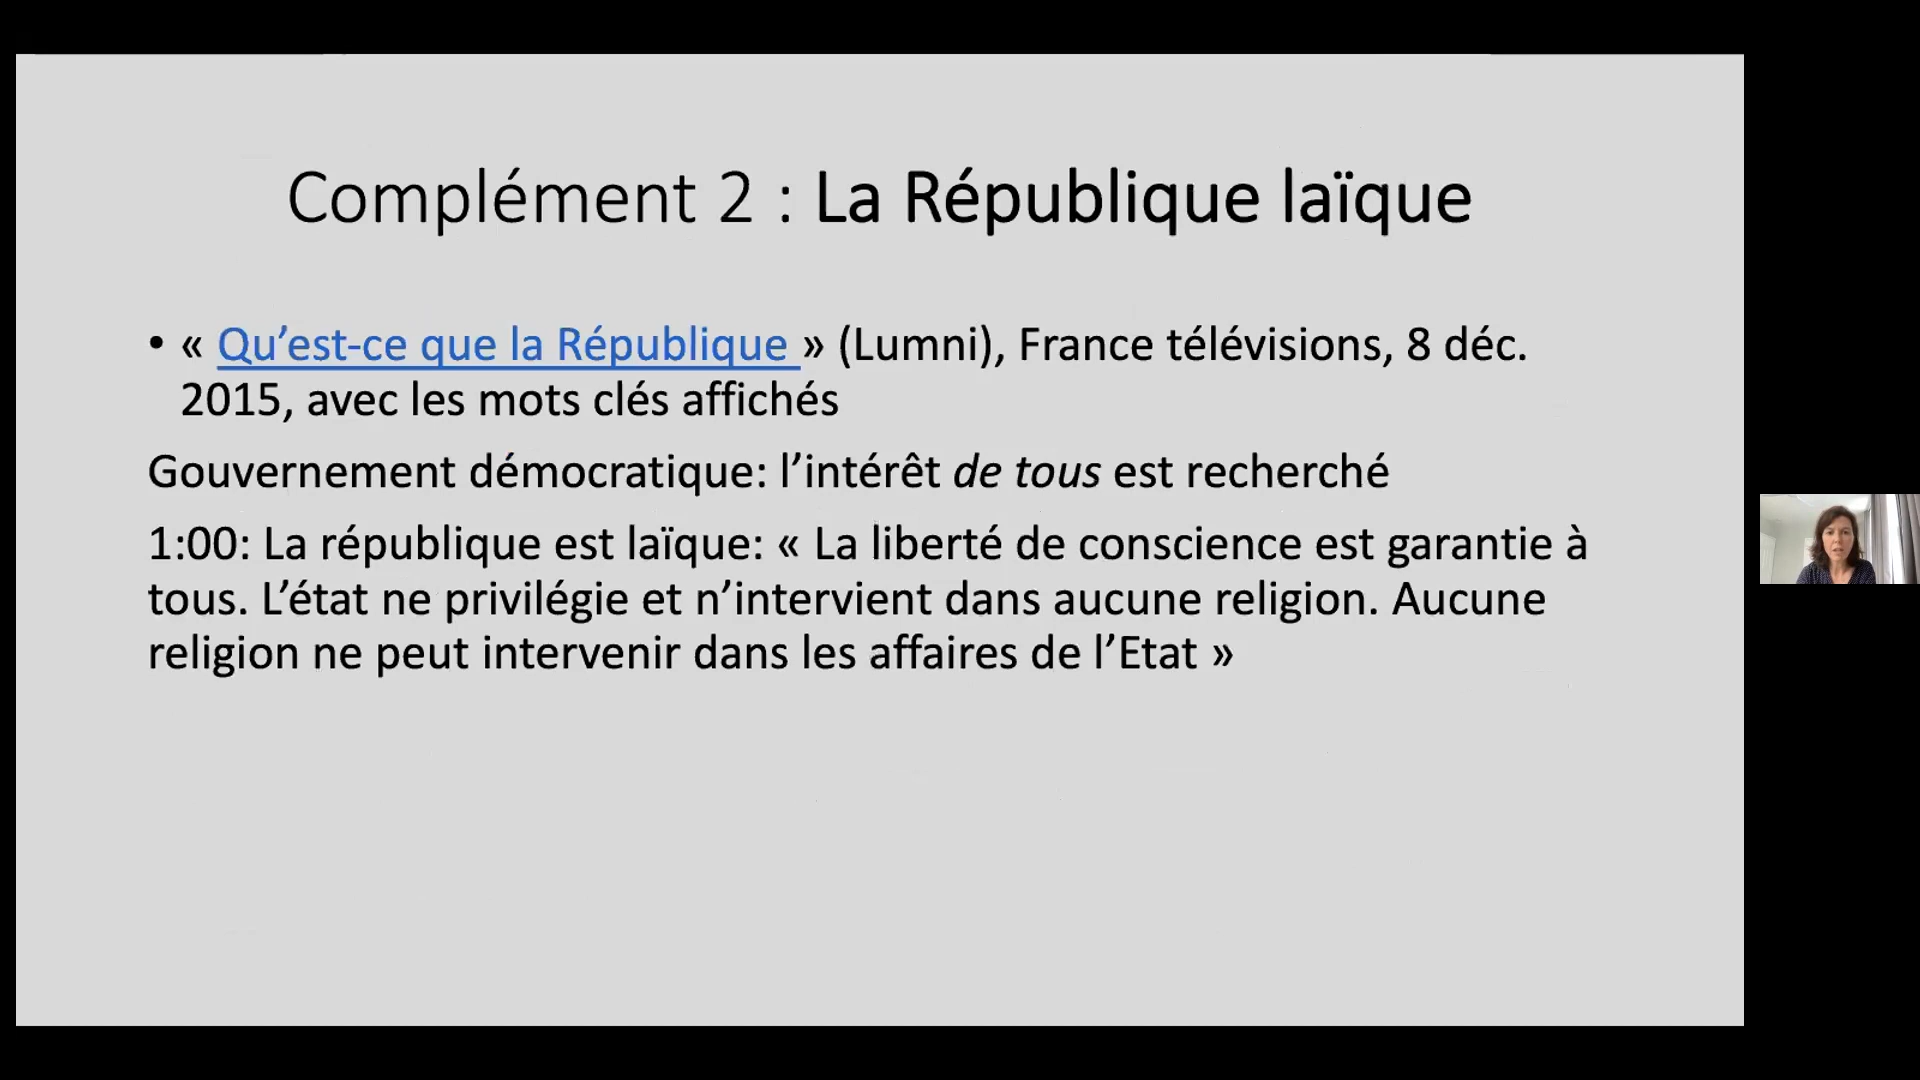 Complément 2 : La République laïque
• « Qu’est-ce que la République » (Lumni), France télévisions, 8 déc.
2015, avec les mots clés affichés
Gouvernement démocratique: l’intérêt de tous est recherché
1:00: La république est laïque: « La liberté de conscience est garantie à
tous. L’état ne privilégie et n’intervient dans aucune religion. Aucune
religion ne peut intervenir dans les affaires de l’Etat »